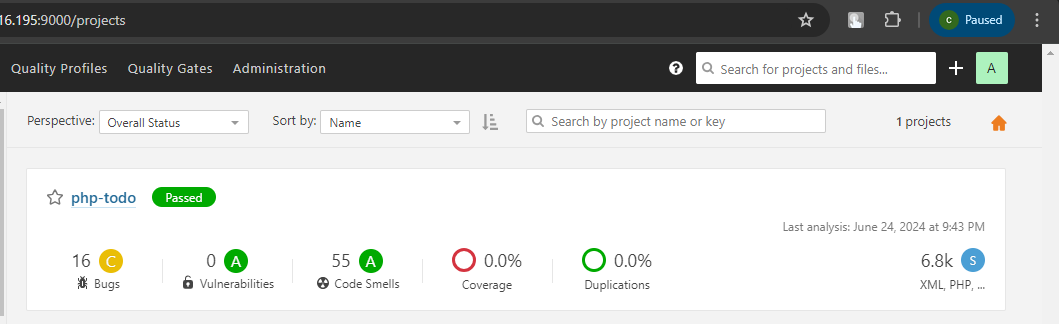 16.195:9000/projects
C Paused
Quality Profiles Quality Gates Administration
? Search for projects and files... A
Perspective: Overall Status Sort by: Name Search by project name or key 1 projects
php-todo Passed
Last analysis: June 24, 2024 at 9:43 PM
16 C 0 A 55 A 0.0% 0.0% 6.8k S
Bugs Vulnerabilities Code Smells Coverage Duplications XML, PHP, ...